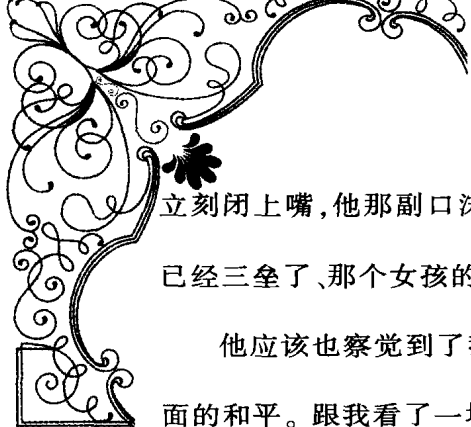 立刻闭上嘴,他那副口
已经三垒了、那个女孩的
他应该也察觉到了
面的和平。跟我看了一